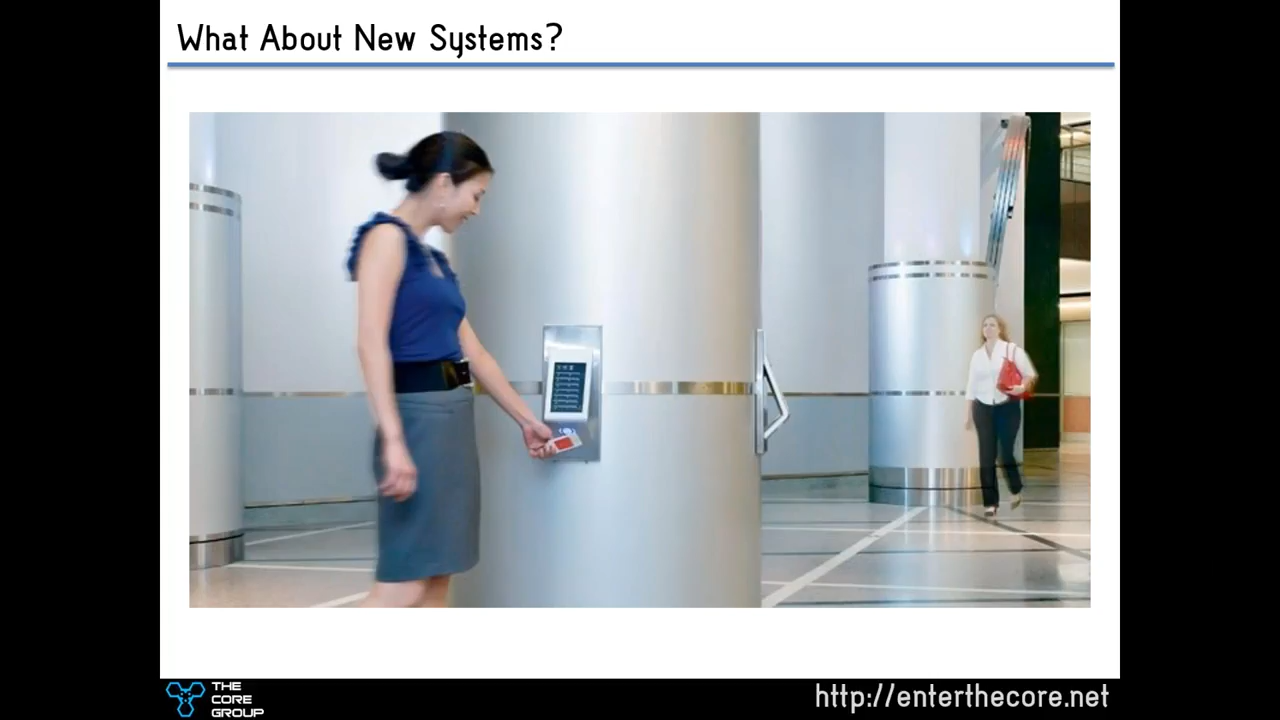 What About New Systems?
THE
CORE
GROUP
http://enterthecore.net